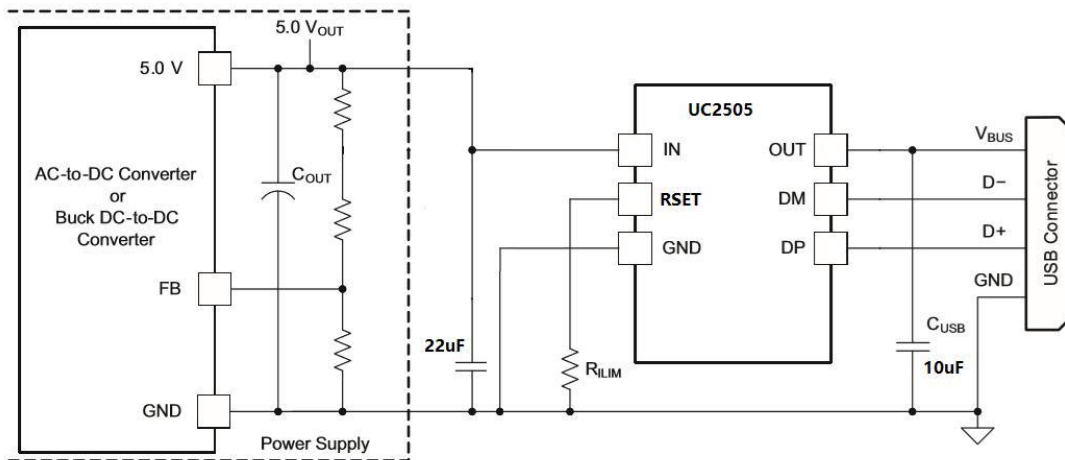 5.0 VOUT
5.0 V
COUT
AC-to-DC Converter
or
Buck DC-to-DC
Converter
FB
GND
Power Supply
22uF
RILIM
UC2505
IN
RSET
GND
OUT
DM
DP
VBUS
D−
D+
GND
CUSB
10uF
USB Connector